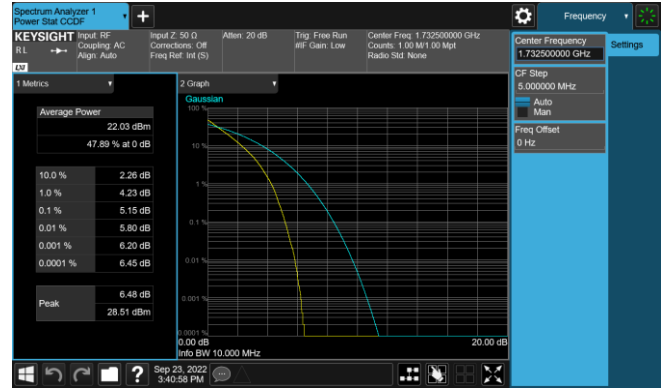 Spectrum Analyzer 1
Power Stat CCDF
Frequency
KEYSIGHT
RL
LXI
Input: RF
Coupling: AC
Align: Auto
Input Z: 50 Ω
Corrections: Off
Freq Ref: Int (S)
Atten: 20 dB
Trig: Free Run
#IF Gain: Low
Center Freq: 1.732500000 GHz
Counts: 1.00 M/1.00 Mpt
Radio Std: None
1 Metrics
Average Power
22.03 dBm
47.89 % at 0 dB
10.0 % 2.26 dB
1.0 % 4.23 dB
0.1 % 5.15 dB
0.01 % 5.80 dB
0.001 % 6.20 dB
0.0001 % 6.45 dB
Peak 6.48 dB
28.51 dBm
2 Graph
Gaussian
100 %
10 %
1 %
0.1 %
0.01 %
0.001 %
0.0001 %
0.00 dB 20.00 dB
Info BW 10.000 MHz
Center Frequency
1.732500000 GHz
Settings
CF Step
5.000000 MHz
Auto
Man
Freq Offset
0 Hz
?
Sep 23, 2022
3:40:58 PM